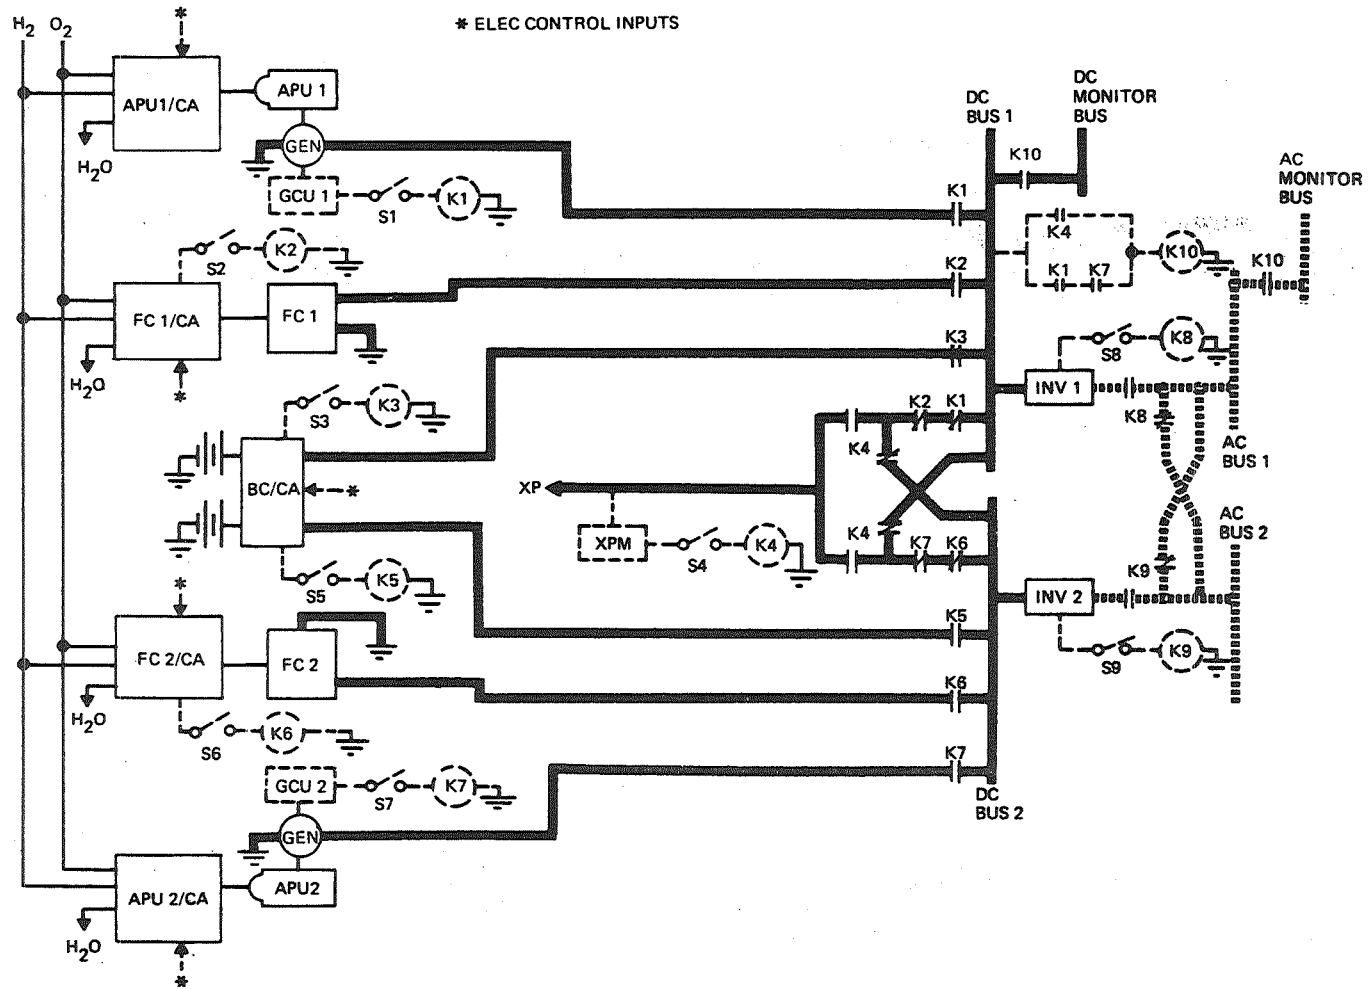 H2 O2
* ELEC CONTROL INPUTS
*
APU1/CA
APU 1
GEN
H2O
GCU 1
S1
K1
DC
BUS 1
DC
MONITOR
BUS
K10
AC
MONITOR
BUS
K1
K4
K10
K1 K7
K10
S2
K2
K2
FC 1/CA
FC 1
H2O
*
K3
S8
K8
INV 1
K8
S3
K3
K2 K1
K4
AC
BUS 1
BC/CA
*
XP
AC
BUS 2
XPM
S4
K4
K4
K7 K6
K9
INV 2
S5
K5
*
K5
S9
K9
FC 2/CA
FC 2
H2O
K6
S6
K6
GCU 2
S7
K7
K7
DC
BUS 2
GEN
APU 2/CA
APU2
H2O
*